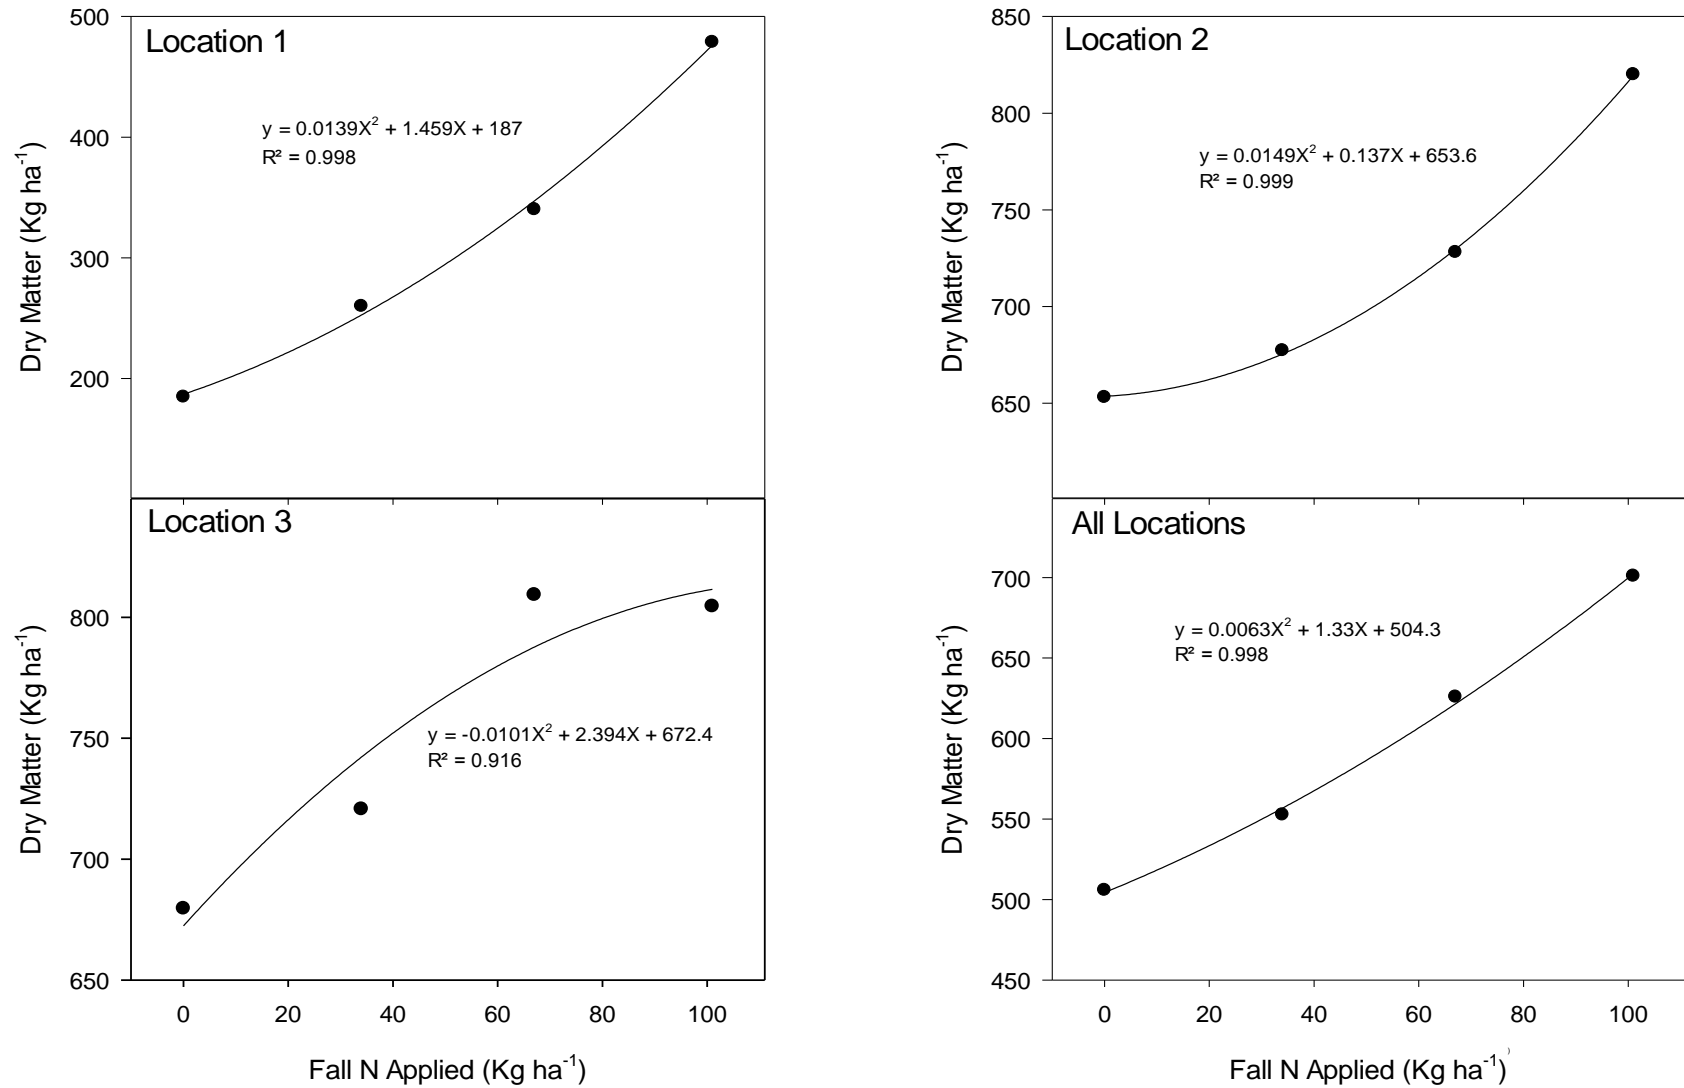 Location 1
500
400
300
200
Dry Matter (Kg ha⁻¹)
y = 0.0139X² + 1.459X + 187
R² = 0.998
Location 2
850
800
750
700
650
Dry Matter (Kg ha⁻¹)
y = 0.0149X² + 0.137X + 653.6
R² = 0.999
Location 3
800
750
700
650
Dry Matter (Kg ha⁻¹)
y = -0.0101X² + 2.394X + 672.4
R² = 0.916
0 20 40 60 80 100
Fall N Applied (Kg ha⁻¹)
All Locations
700
650
600
550
500
450
Dry Matter (Kg ha⁻¹)
y = 0.0063X² + 1.33X + 504.3
R² = 0.998
0 20 40 60 80 100
Fall N Applied (Kg ha⁻¹)